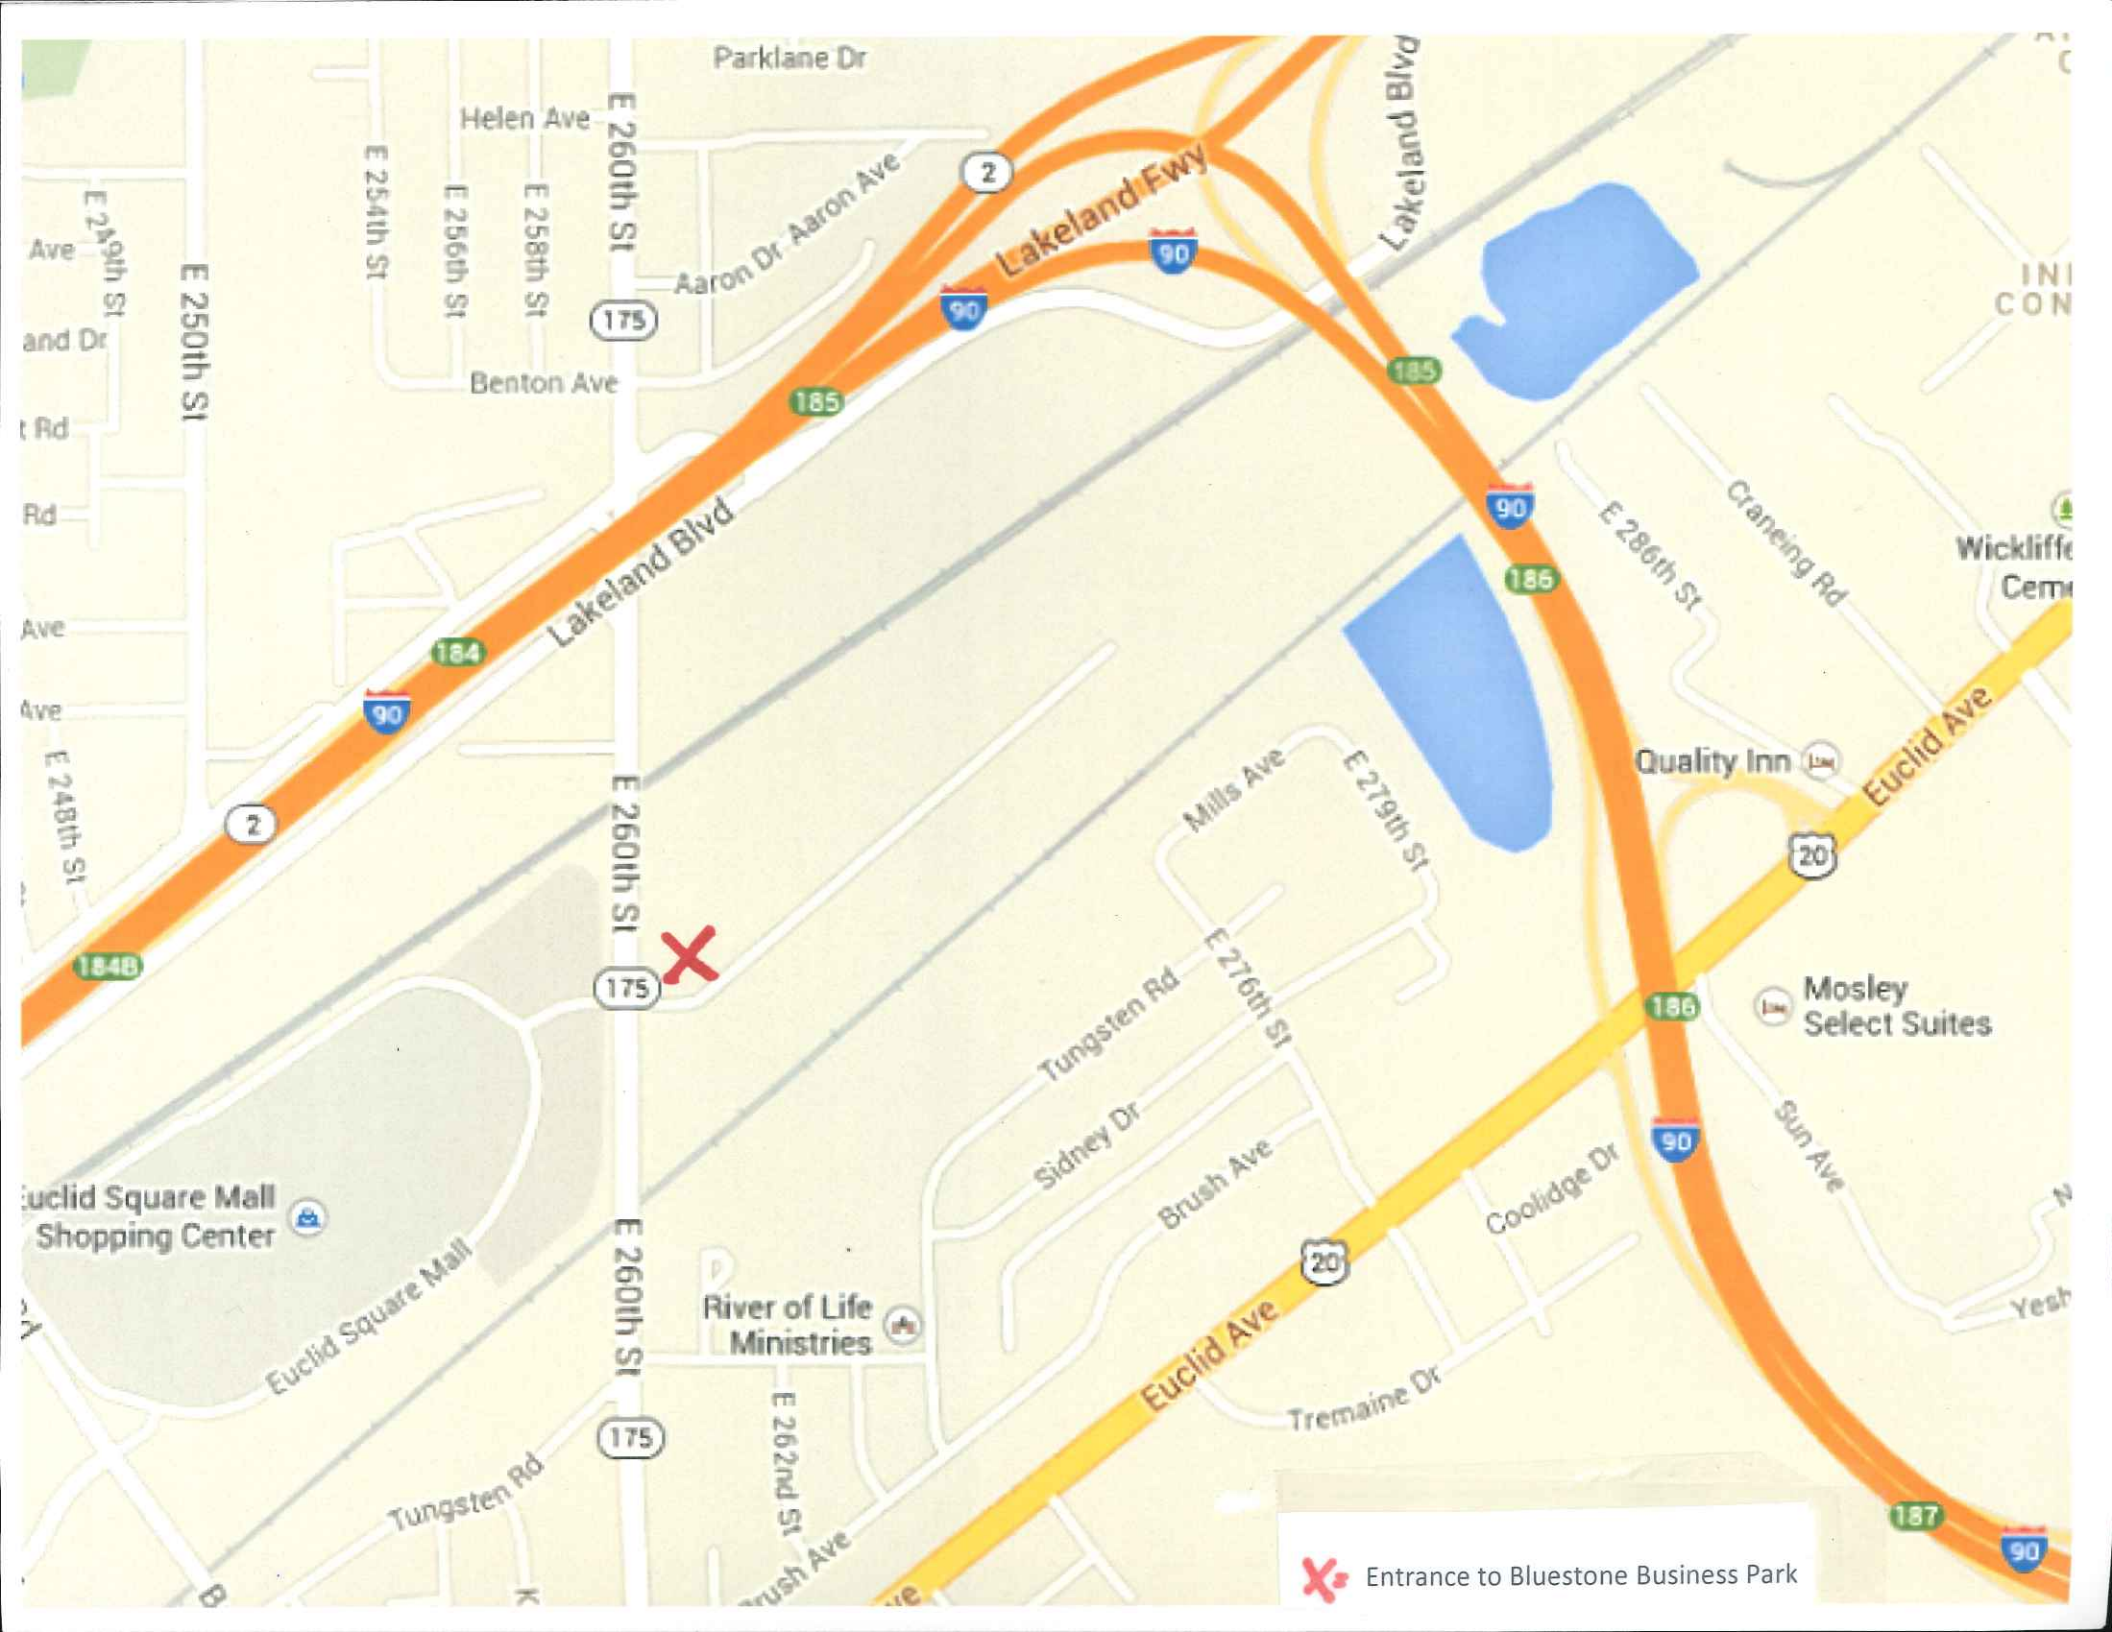 Parklane Dr
Helen Ave
E 260th St
Lakeland Blvd
E 254th St
E 256th St
E 258th St
Aaron Dr
Aaron Ave
2
Lakeland Fwy
90
90
E 249th St
Ave
E 250th St
175
and Dr
Benton Ave
185
185
t Rd
Rd
INI
CON
Lakeland Blvd
90
186
E 286th St
Craneing Rd
Wickliffe
Ceme
Ave
184
90
Ave
E 248th St
2
184B
E 260th St
175
Mills Ave
E 279th St
Quality Inn
Euclid Ave
20
E 276th St
Tungsten Rd
Sidney Dr
Brush Ave
186
Mosley
Select Suites
90
Sun Ave
Coolidge Dr
N
Yesh
Euclid Square Mall
Shopping Center
Euclid Square Mall
E 260th St
River of Life
Ministries
20
Euclid Ave
Tremaine Dr
175
Tungsten Rd
E 262nd St
Brush Ave
187
90
B
K
ve
X= Entrance to Bluestone Business Park